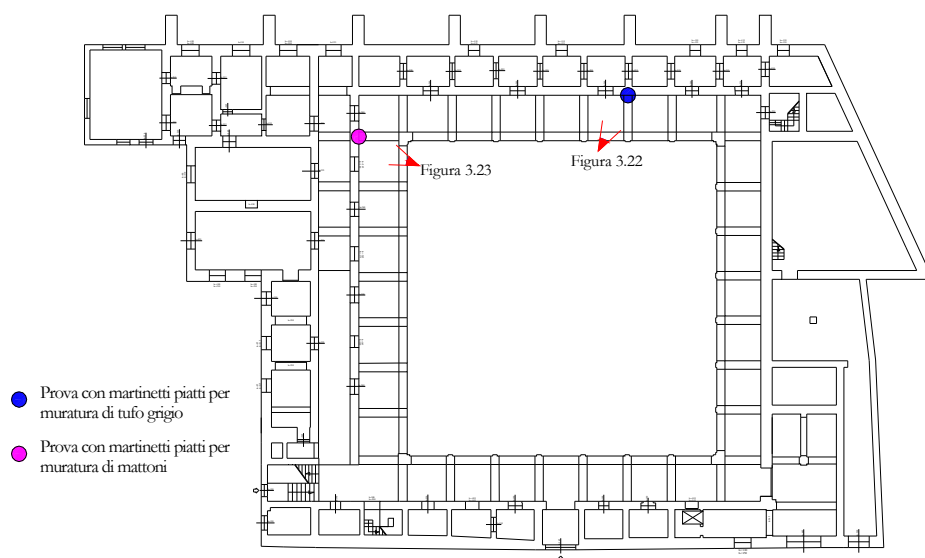 Figura 3.23
Figura 3.22
Prova con martinetti piatti per
muratura di tufo grigio
Prova con martinetti piatti per
muratura di mattoni